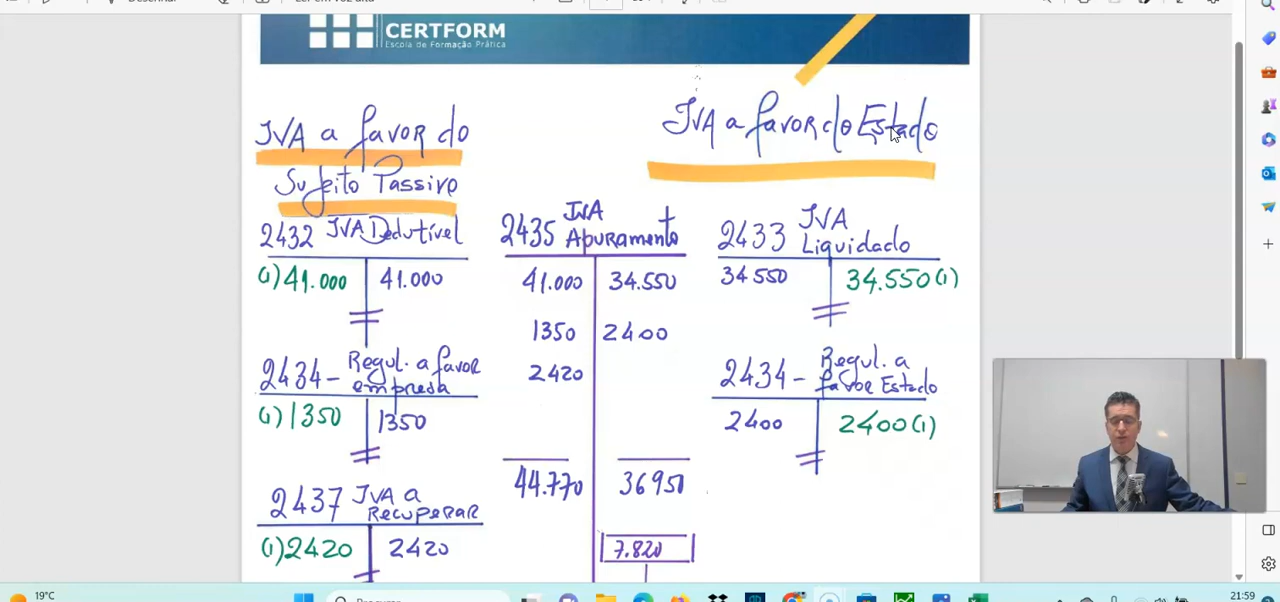 CERTFORM
Escola de Formação Prática
IVA a favor do
Sujeito Passivo
IVA a favor do Estado
2432 IVA Dedutível
(1) 41.000 41.000
2434 - Regul. a favor
empresa
(1) 1350 1350
2437 IVA a
Recuperar
(1) 2420 2420
2435 IVA
Apuramento
41.000 34.550
1350 2400
2420
44.770 36950
7.820
2433 IVA
Liquidado
34550 34.550 (1)
2434 - Regul. a
favor Estado
2400 2400 (1)
19°C
Procurar
21:59